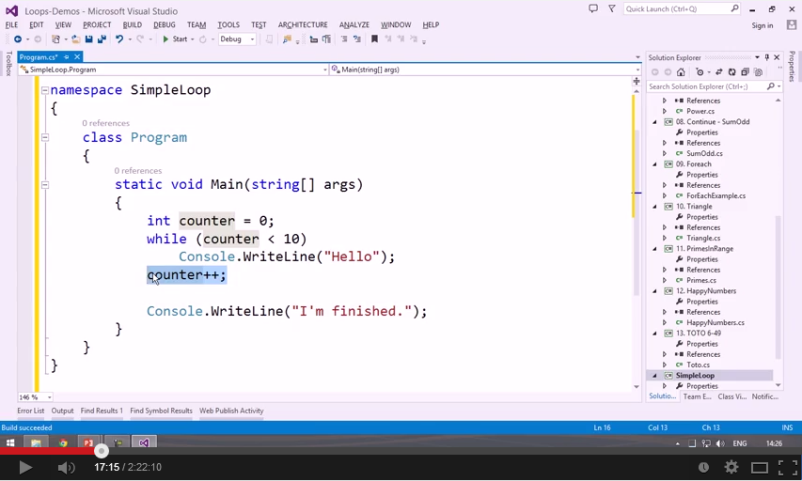 Loops-Demos - Microsoft Visual Studio
Quick Launch (Ctrl+Q)
FILE EDIT VIEW PROJECT BUILD DEBUG TEAM TOOLS TEST ARCHITECTURE ANALYZE WINDOW HELP
Sign in
Start Debug
Toolbox
Program.cs*
SimpleLoop.Program
Main(string[] args)
namespace SimpleLoop
{
0 references
class Program
{
0 references
static void Main(string[] args)
{
int counter = 0;
while (counter < 10)
Console.WriteLine("Hello");
counter++;
Console.WriteLine("I'm finished.");
}
}
}
146 %
Solution Explorer
Search Solution Explorer (Ctrl+;)
References
Power.cs
08. Continue - SumOdd
Properties
References
SumOdd.cs
09. Foreach
Properties
References
ForEachExample.cs
10. Triangle
Properties
References
Triangle.cs
11. PrimesInRange
Properties
References
Primes.cs
12. HappyNumbers
Properties
References
HappyNumbers.cs
13. TOTO 6-49
Properties
References
Toto.cs
SimpleLoop
Properties
Solutio... Team E... Class Vi... Notific...
Properties
Error List Output Find Results 1 Find Symbol Results Web Publish Activity
Build succeeded
Ln 16 Col 13 Ch 13 INS
ENG 14:26
17:15 / 2:22:10